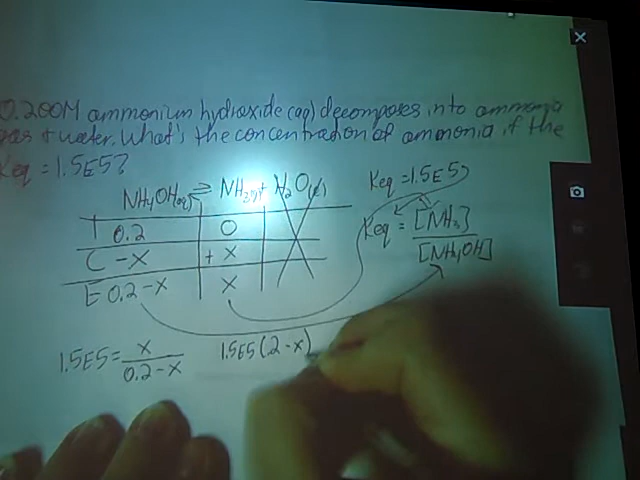 0.200M ammonium hydroxide (aq) decomposes into ammonia
gas + water. What's the concentration of ammonia if the
Keq = 1.5E5?
NH4OH(aq) ⇌ NH3(g) + H2O(l) Keq = 1.5E5
I 0.2 0 Keq = [NH3] / [NH4OH]
C -X +X
E 0.2-X X
1.5E5 = X / 0.2-X 1.5E5(.2-X)